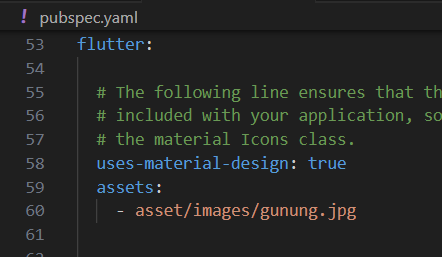 ! pubspec.yaml
53 flutter:
54
55 # The following line ensures that th
56 # included with your application, so
57 # the material Icons class.
58 uses-material-design: true
59 assets:
60 - asset/images/gunung.jpg
61